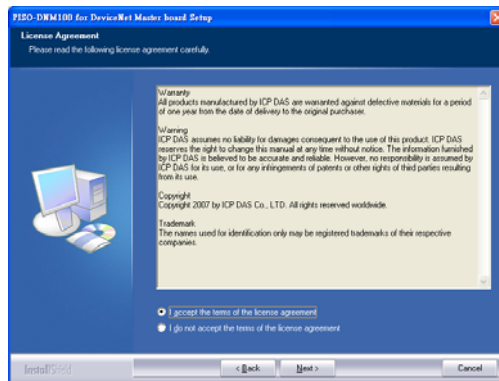 PISO-DNM100 for DeviceNet Master board Setup
License Agreement
Please read the following license agreement carefully.
Warranty
All products manufactured by ICP DAS are warranted against defective materials for a period
of one year from the date of delivery to the original purchaser.
Warning
ICP DAS assumes no liability for damages consequent to the use of this product. ICP DAS
reserves the right to change this manual at any time without notice. The information furnished
by ICP DAS is believed to be accurate and reliable. However, no responsibility is assumed by
ICP DAS for its use, or for any infringements of patents or other rights of third parties resulting
from its use.
Copyright
Copyright 2007 by ICP DAS Co., LTD. All rights reserved worldwide.
Trademark
The names used for identification only may be registered trademarks of their respective
companies.
I accept the terms of the license agreement
I do not accept the terms of the license agreement
InstallShield
< Back
Next >
Cancel